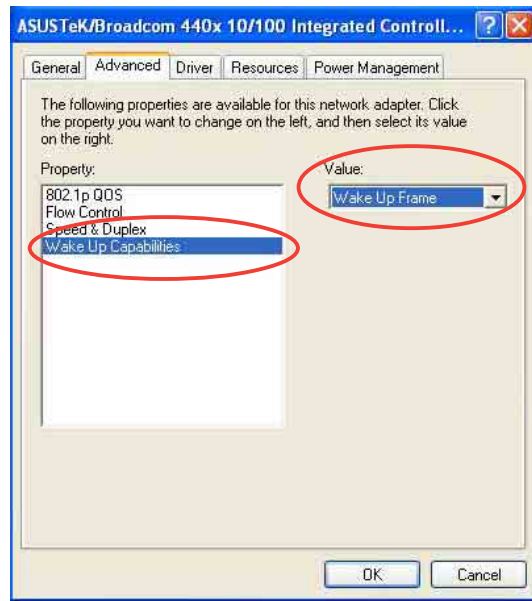 ASUSTeK/Broadcom 440x 10/100 Integrated Controll...
General Advanced Driver Resources Power Management
The following properties are available for this network adapter. Click
the property you want to change on the left, and then select its value
on the right.
Property:
Value:
802.1p QOS
Wake Up Frame
Flow Control
Speed & Duplex
Wake Up Capabilities
OK Cancel